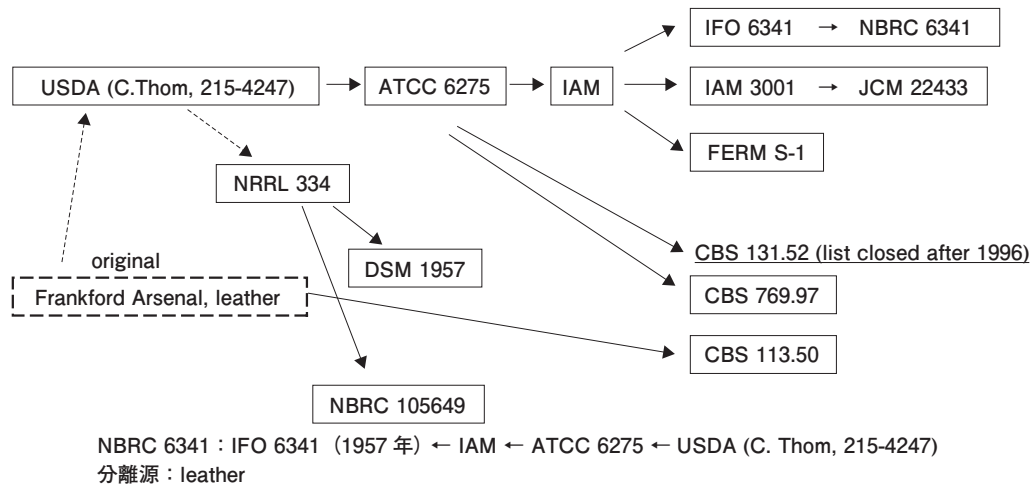 IFO 6341 → NBRC 6341
USDA (C.Thom, 215-4247) → ATCC 6275 → IAM → IAM 3001 → JCM 22433
FERM S-1
NRRL 334
CBS 131.52 (list closed after 1996)
original
DSM 1957
Frankford Arsenal, leather
CBS 769.97
CBS 113.50
NBRC 105649
NBRC 6341：IFO 6341（1957 年）← IAM ← ATCC 6275 ← USDA (C. Thom, 215-4247)
分離源：leather